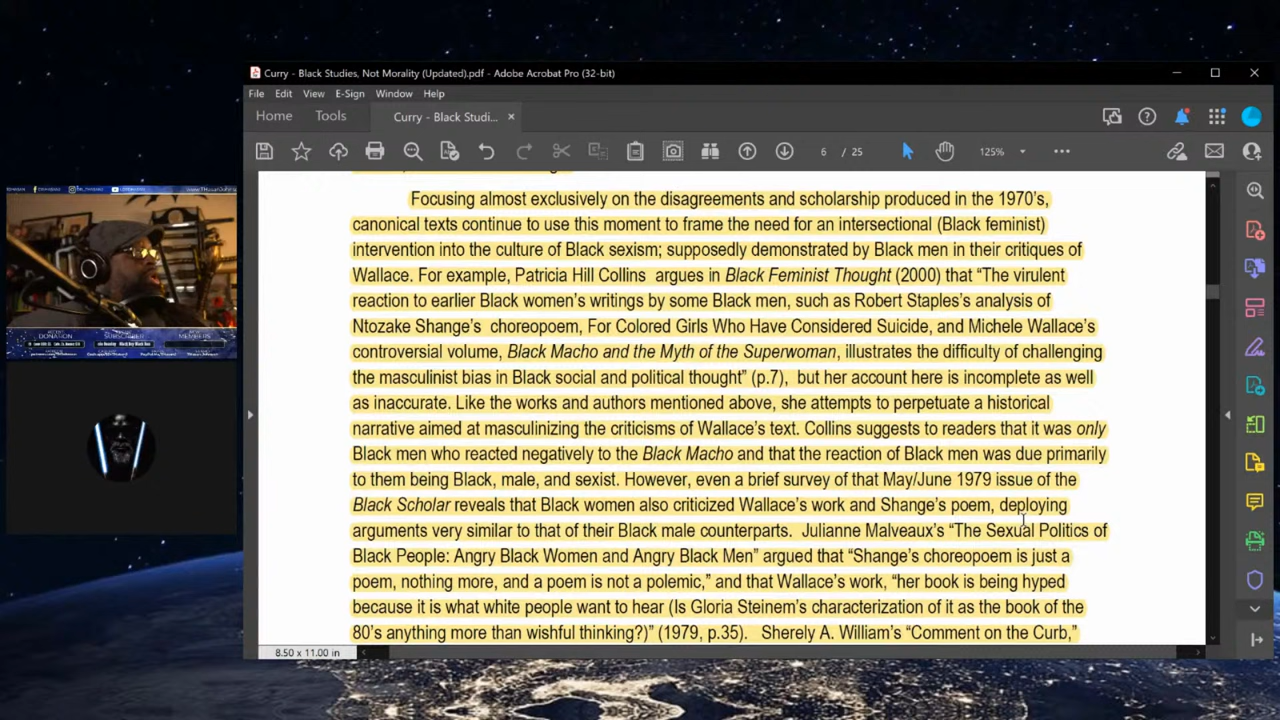 Curry - Black Studies, Not Morality (Updated).pdf - Adobe Acrobat Pro (32-bit)
File Edit View E-Sign Window Help
Home Tools Curry - Black Studi... ×
6 / 25 125%
Focusing almost exclusively on the disagreements and scholarship produced in the 1970's,
canonical texts continue to use this moment to frame the need for an intersectional (Black feminist)
intervention into the culture of Black sexism; supposedly demonstrated by Black men in their critiques of
Wallace. For example, Patricia Hill Collins argues in Black Feminist Thought (2000) that “The virulent
reaction to earlier Black women's writings by some Black men, such as Robert Staples's analysis of
Ntozake Shange's choreopoem, For Colored Girls Who Have Considered Suicide, and Michele Wallace's
controversial volume, Black Macho and the Myth of the Superwoman, illustrates the difficulty of challenging
the masculinist bias in Black social and political thought” (p.7), but her account here is incomplete as well
as inaccurate. Like the works and authors mentioned above, she attempts to perpetuate a historical
narrative aimed at masculinizing the criticisms of Wallace's text. Collins suggests to readers that it was only
Black men who reacted negatively to the Black Macho and that the reaction of Black men was due primarily
to them being Black, male, and sexist. However, even a brief survey of that May/June 1979 issue of the
Black Scholar reveals that Black women also criticized Wallace's work and Shange's poem, deploying
arguments very similar to that of their Black male counterparts. Julianne Malveaux's “The Sexual Politics of
Black People: Angry Black Women and Angry Black Men” argued that “Shange's choreopoem is just a
poem, nothing more, and a poem is not a polemic,” and that Wallace's work, “her book is being hyped
because it is what white people want to hear (Is Gloria Steinem's characterization of it as the book of the
80's anything more than wishful thinking?)” (1979, p.35). Sherely A. William's “Comment on the Curb,”
8.50 x 11.00 in
DONATION
SUBSCRIBER
MEMBERS